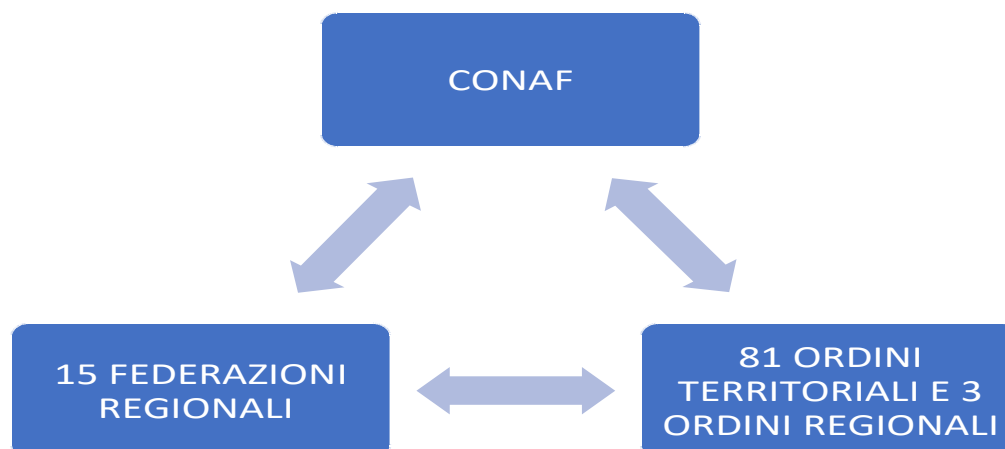 CONAF
15 FEDERAZIONI
REGIONALI
81 ORDINI
TERRITORIALI E 3
ORDINI REGIONALI